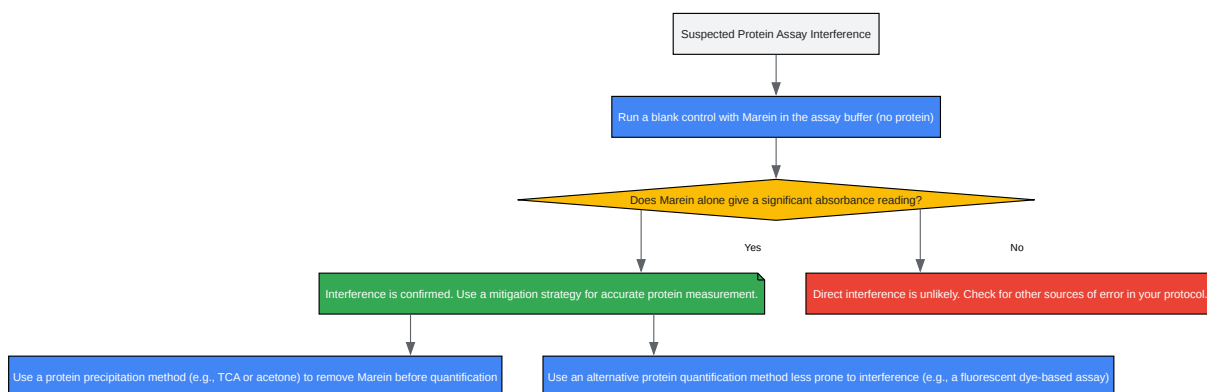 Suspected Protein Assay Interference
Run a blank control with Marein in the assay buffer (no protein)
Does Marein alone give a significant absorbance reading?
Yes
No
Interference is confirmed. Use a mitigation strategy for accurate protein measurement.
Direct interference is unlikely. Check for other sources of error in your protocol.
Use a protein precipitation method (e.g., TCA or acetone) to remove Marein before quantification
Use an alternative protein quantification method less prone to interference (e.g., a fluorescent dye-based assay)